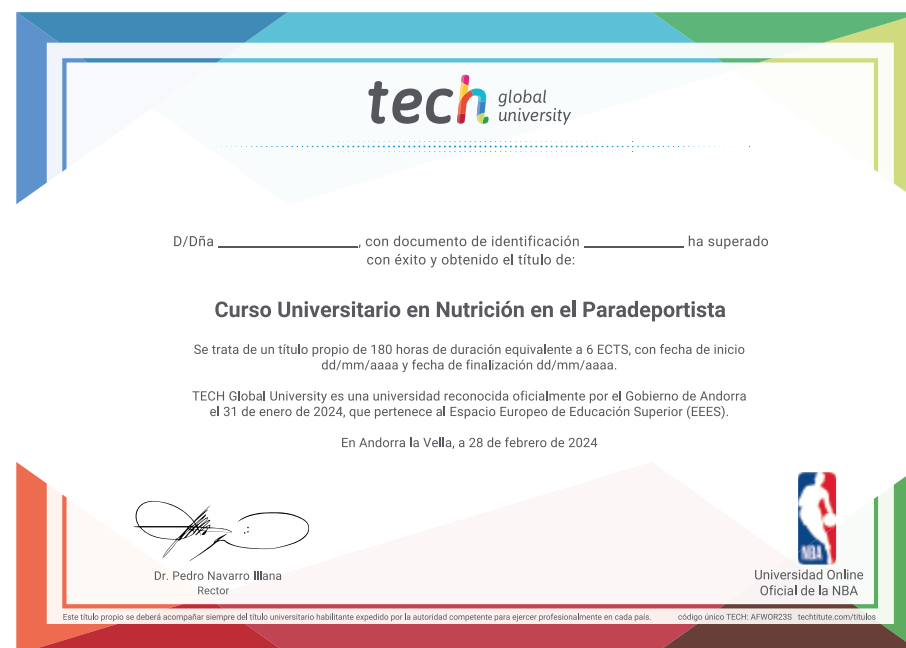 tech global
university
D/Dña ____________________, con documento de identificación ______________ ha superado
con éxito y obtenido el título de:
Curso Universitario en Nutrición en el Paradeportista
Se trata de un título propio de 180 horas de duración equivalente a 6 ECTS, con fecha de inicio
dd/mm/aaaa y fecha de finalización dd/mm/aaaa.
TECH Global University es una universidad reconocida oficialmente por el Gobierno de Andorra
el 31 de enero de 2024, que pertenece al Espacio Europeo de Educación Superior (EEES).
En Andorra la Vella, a 28 de febrero de 2024
Dr. Pedro Navarro Illana
Rector
NBA
Universidad Online
Oficial de la NBA
Este título propio se deberá acompañar siempre del título universitario habilitante expedido por la autoridad competente para ejercer profesionalmente en cada país. código único TECH: AFWOR23S techtitute.com/titulos